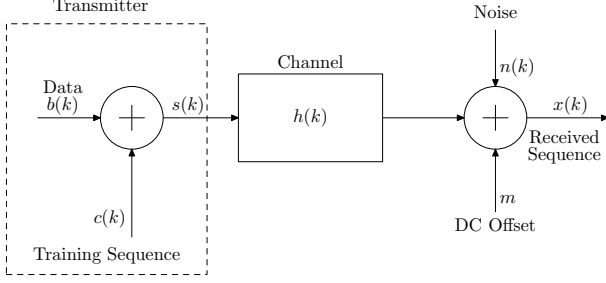 Transmitter
Noise
Channel
n(k)
Data
b(k)
s(k)
h(k)
x(k)
Received
Sequence
c(k)
m
DC Offset
Training Sequence